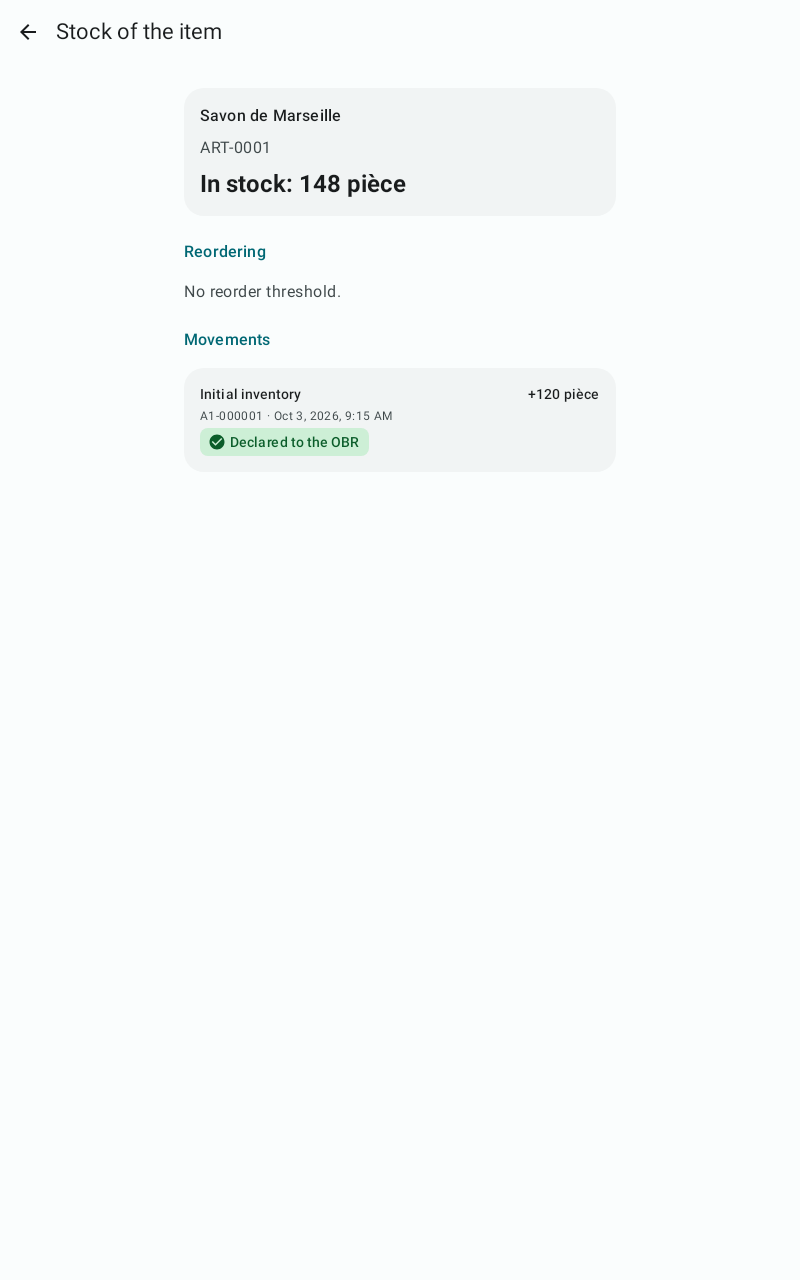 Stock of the item
Savon de Marseille
ART-0001
In stock: 148 pièce
Reordering
No reorder threshold.
Movements
Initial inventory +120 pièce
A1-000001 · Oct 3, 2026, 9:15 AM
Declared to the OBR